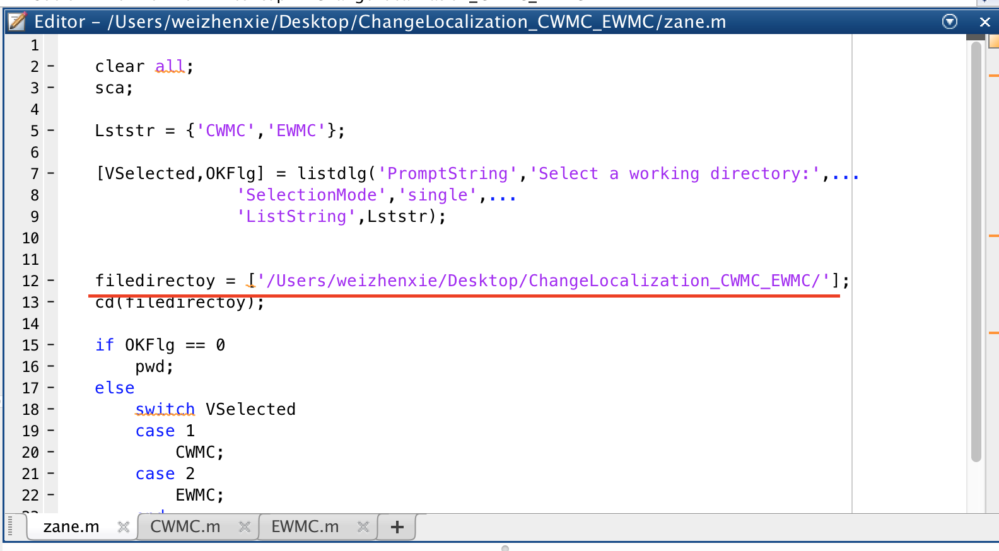 Editor – /Users/weizhenxie/Desktop/ChangeLocalization_CWMC_EWMC/zane.m
1
2 – clear all;
3 – sca;
4
5 – Lststr = {'CWMC','EWMC'};
6
7 – [VSelected,OKFlg] = listdlg('PromptString','Select a working directory:',...
8 'SelectionMode','single',...
9 'ListString',Lststr);
10
11
12 – filedirectoy = ['/Users/weizhenxie/Desktop/ChangeLocalization_CWMC_EWMC/'];
13 – cd(filedirectoy);
14
15 – if OKFlg == 0
16 – pwd;
17 – else
18 – switch VSelected
19 – case 1
20 – CWMC;
21 – case 2
22 – EWMC;
zane.m CWMC.m EWMC.m +